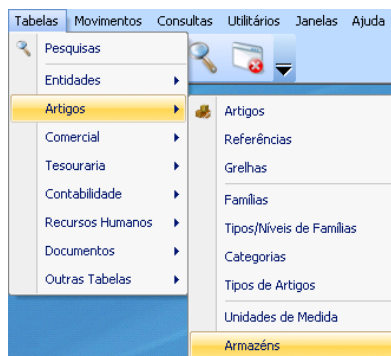 Tabelas Movimentos Consultas Utilitários Janelas Ajuda
Pesquisas
Entidades
Artigos
Comercial
Tesouraria
Contabilidade
Recursos Humanos
Documentos
Outras Tabelas
Artigos
Referências
Grelhas
Famílias
Tipos/Níveis de Famílias
Categorias
Tipos de Artigos
Unidades de Medida
Armazéns